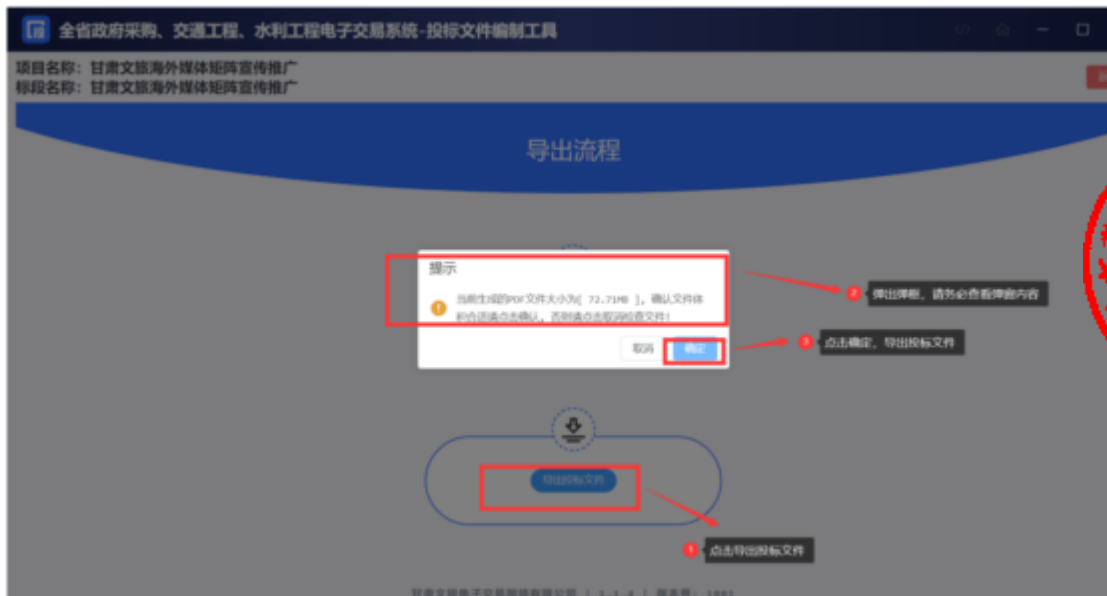 全省政府采购、交通工程、水利工程电子交易系统-投标文件编制工具
项目名称：甘肃文旅海外媒体矩阵宣传推广
标段名称：甘肃文旅海外媒体矩阵宣传推广
导出流程
提示
当前生成的PDF文件大小为[ 72.71MB ]，确认文件体
积合适请点击确认，否则请点击取消检查文件！
取消 确定
2 弹出弹框，请务必查看弹窗内容
3 点击确定，导出投标文件
导出投标文件
1 点击导出投标文件